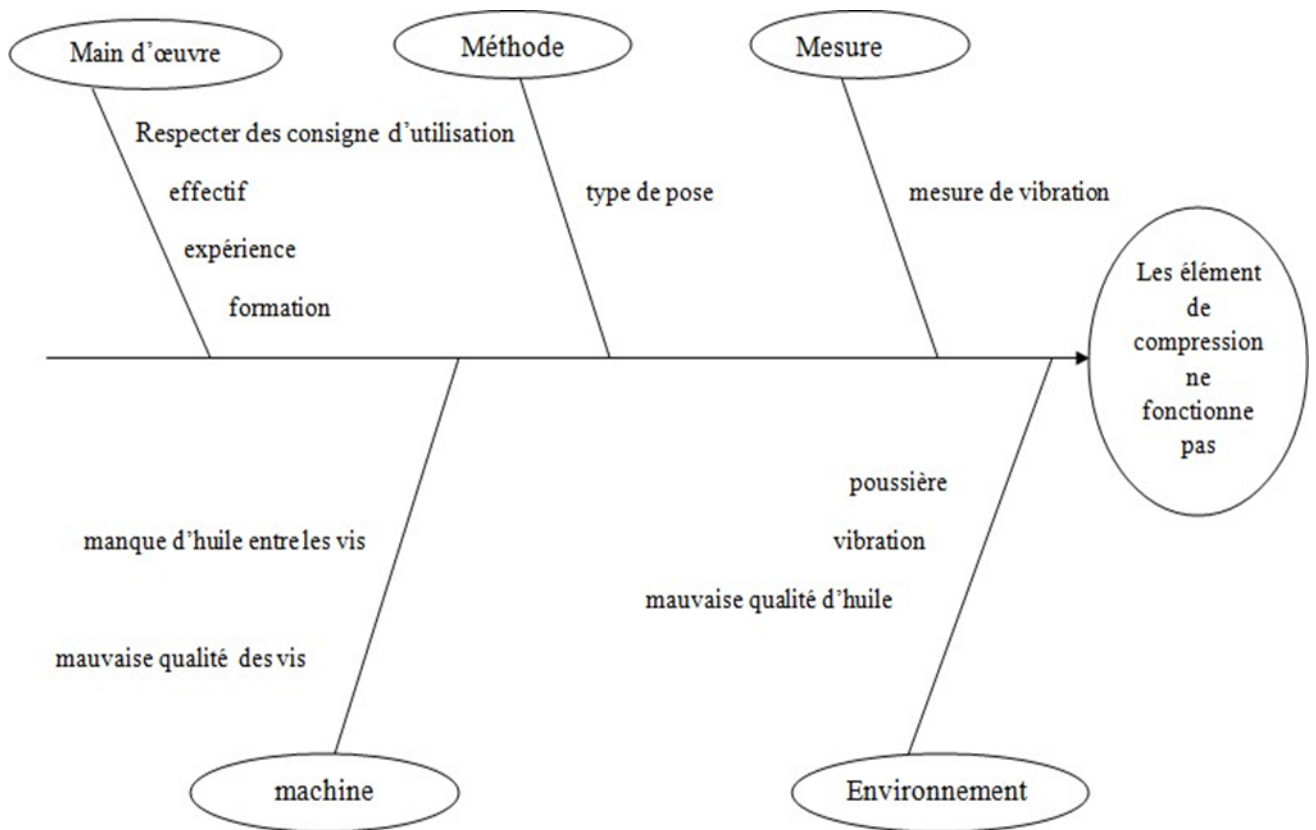 Main d'œuvre
Méthode
Mesure
Respecter des consigne d'utilisation
effectif
type de pose
mesure de vibration
expérience
formation
Les élément
de
compression
ne
fonctionne
pas
poussière
manque d'huile entre les vis
vibration
mauvaise qualité d'huile
mauvaise qualité des vis
machine
Environnement